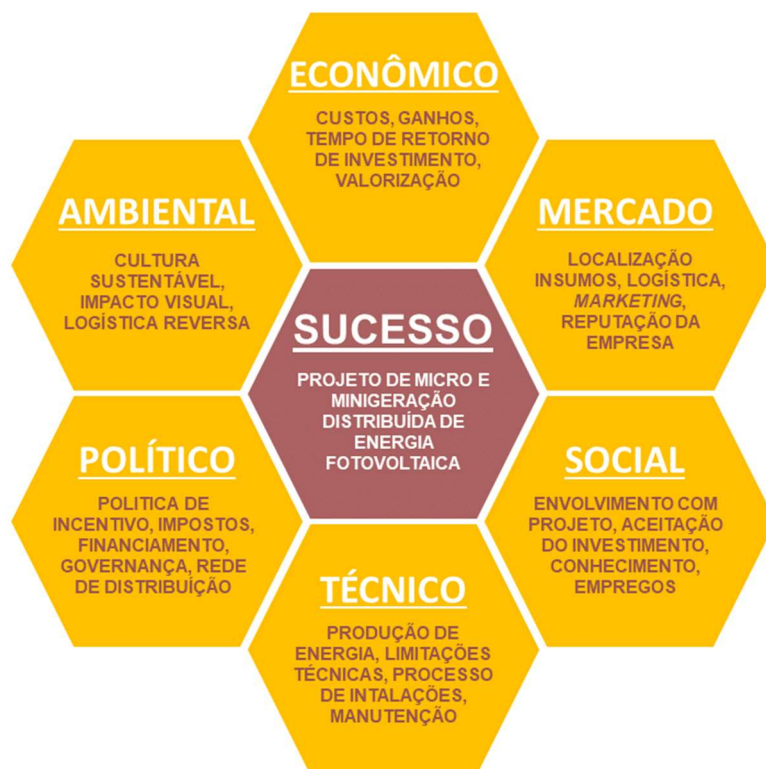 ECONÔMICO
CUSTOS, GANHOS,
TEMPO DE RETORNO
DE INVESTIMENTO,
VALORIZAÇÃO
AMBIENTAL
CULTURA
SUSTENTÁVEL,
IMPACTO VISUAL,
LOGÍSTICA REVERSA
MERCADO
LOCALIZAÇÃO
INSUMOS, LOGÍSTICA,
MARKETING,
REPUTAÇÃO DA
EMPRESA
SUCESSO
PROJETO DE MICRO E
MINIGERAÇÃO
DISTRIBUÍDA DE
ENERGIA
FOTOVOLTAICA
POLÍTICO
POLITICA DE
INCENTIVO, IMPOSTOS,
FINANCIAMENTO,
GOVERNANÇA, REDE
DE DISTRIBUÍÇÃO
SOCIAL
ENVOLVIMENTO COM
PROJETO, ACEITAÇÃO
DO INVESTIMENTO,
CONHECIMENTO,
EMPREGOS
TÉCNICO
PRODUÇÃO DE
ENERGIA, LIMITAÇÕES
TÉCNICAS, PROCESSO
DE INTALAÇÕES,
MANUTENÇÃO